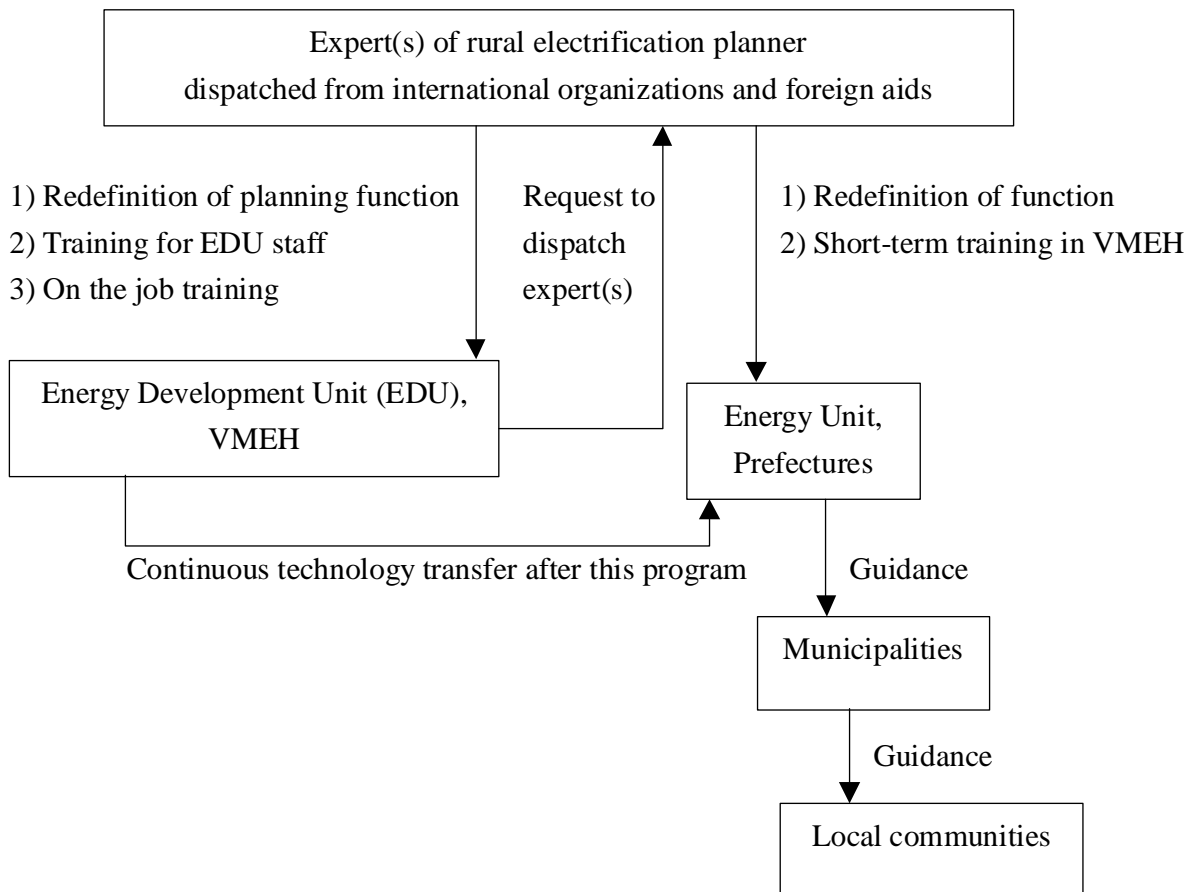 Expert(s) of rural electrification planner
dispatched from international organizations and foreign aids
1) Redefinition of planning function
2) Training for EDU staff
3) On the job training
Request to
dispatch
expert(s)
1) Redefinition of function
2) Short-term training in VMEH
Energy Development Unit (EDU),
VMEH
Energy Unit,
Prefectures
Continuous technology transfer after this program
Guidance
Municipalities
Guidance
Local communities